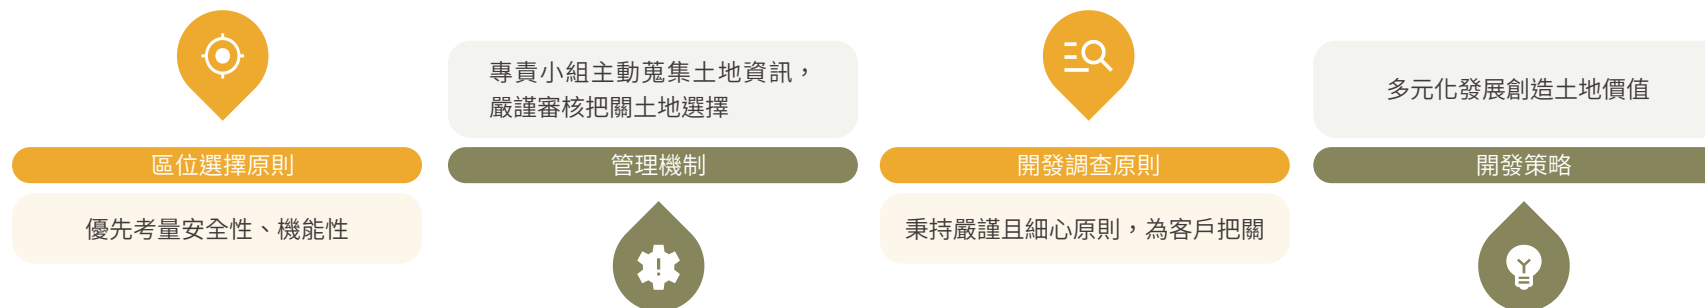 區位選擇原則
優先考量安全性、機能性
專責小組主動蒐集土地資訊，
嚴謹審核把關土地選擇
管理機制
開發調查原則
秉持嚴謹且細心原則，為客戶把關
多元化發展創造土地價值
開發策略